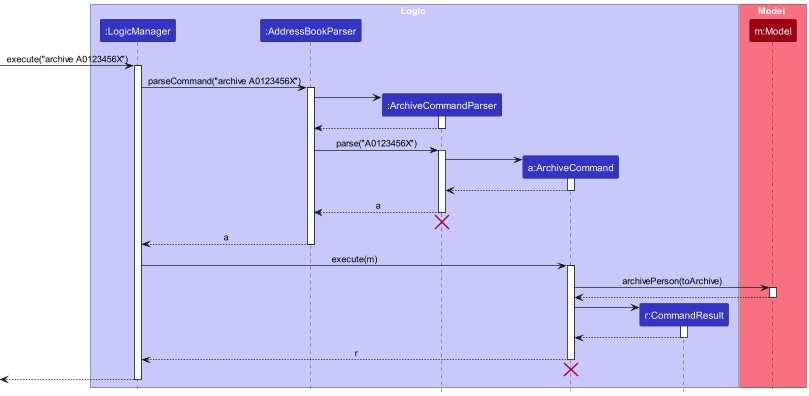 Logic
Model
:LogicManager
:AddressBookParser
m:Model
execute("archive A0123456X")
parseCommand("archive A0123456X")
:ArchiveCommandParser
parse("A0123456X")
a:ArchiveCommand
a
a
execute(m)
archivePerson(toArchive)
r:CommandResult
r